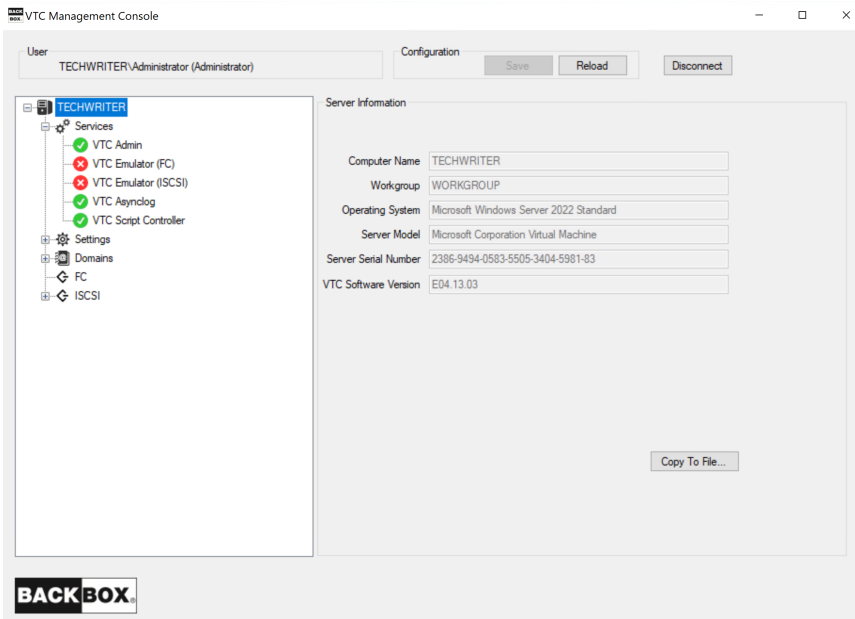 BACK BOX. VTC Management Console
User
TECHWRITER\Administrator (Administrator)
Configuration
Save
Reload
Disconnect
TECHWRITER
Services
VTC Admin
VTC Emulator (FC)
VTC Emulator (ISCSI)
VTC Asynclog
VTC Script Controller
Settings
Domains
FC
ISCSI
Server Information
Computer Name TECHWRITER
Workgroup WORKGROUP
Operating System Microsoft Windows Server 2022 Standard
Server Model Microsoft Corporation Virtual Machine
Server Serial Number 2386-9494-0583-5505-3404-5981-83
VTC Software Version E04.13.03
Copy To File...
BACKBOX®